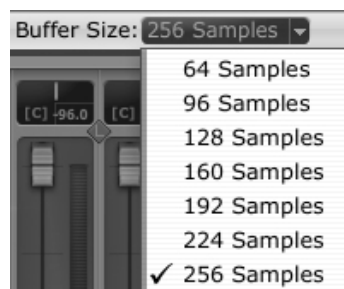 Buffer Size: 256 Samples
64 Samples
96 Samples
128 Samples
160 Samples
192 Samples
224 Samples
✓ 256 Samples
[C] -96.0 [C]
L